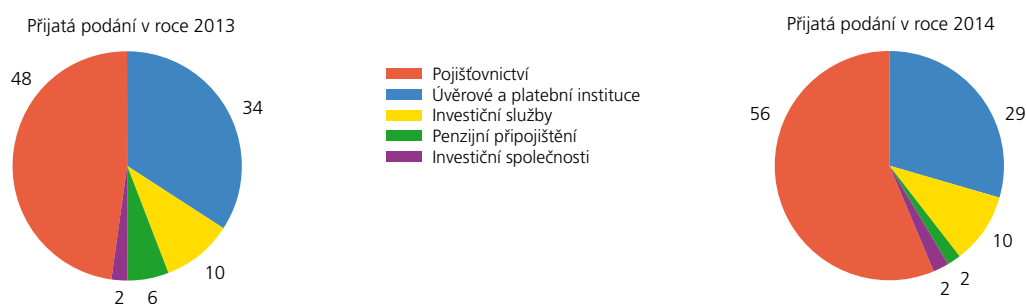 Přijatá podání v roce 2013
48
34
10
6
2
Pojišťovnictví
Úvěrové a platební instituce
Investiční služby
Penzijní připojištění
Investiční společnosti
Přijatá podání v roce 2014
56
29
10
2
2